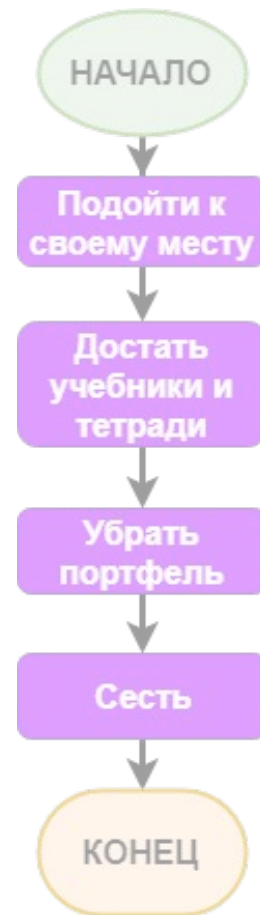 НАЧАЛО
Подойти к
своему месту
Достать
учебники и
тетради
Убрать
портфель
Сесть
КОНЕЦ